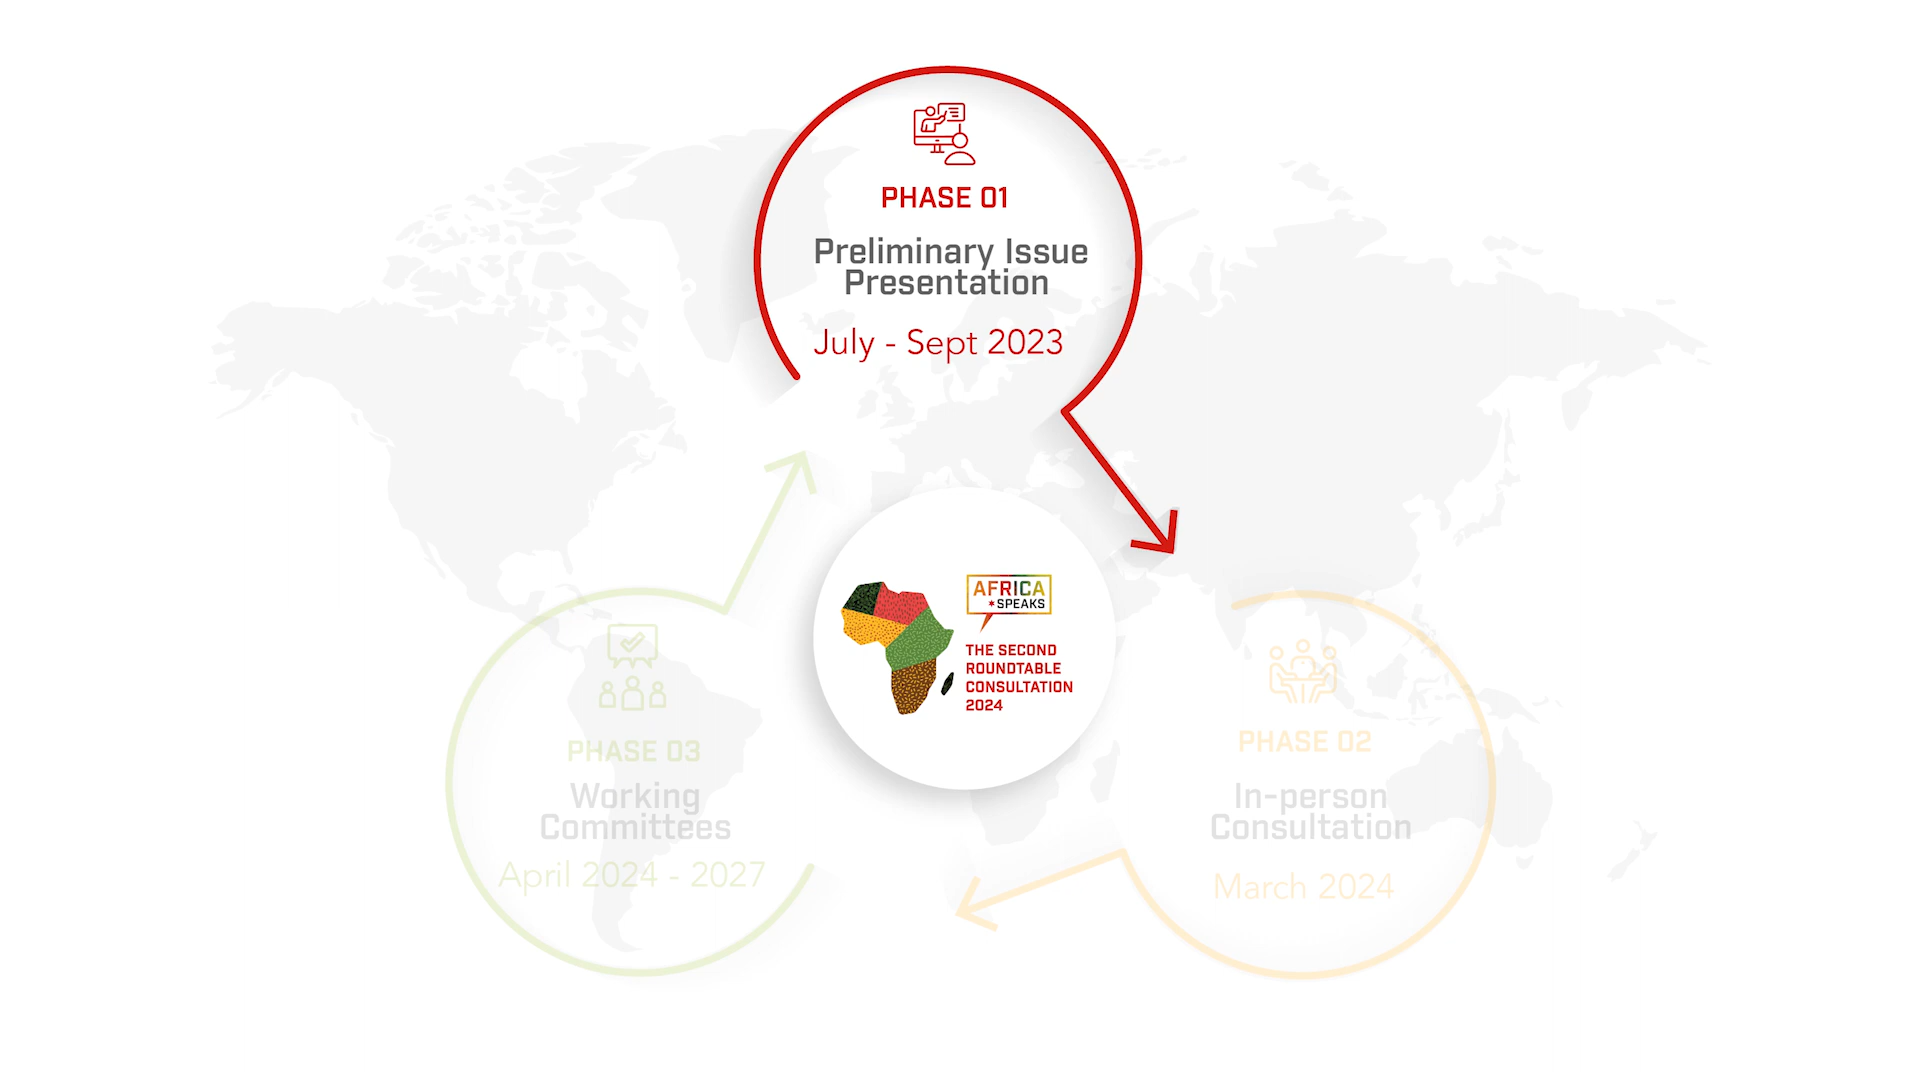 PHASE 01
Preliminary Issue
Presentation
July - Sept 2023
AFRICA
*SPEAKS
THE SECOND
ROUNDTABLE
CONSULTATION
2024
PHASE 03
Working
Committees
April 2024 - 2027
PHASE 02
In-person
Consultation
March 2024